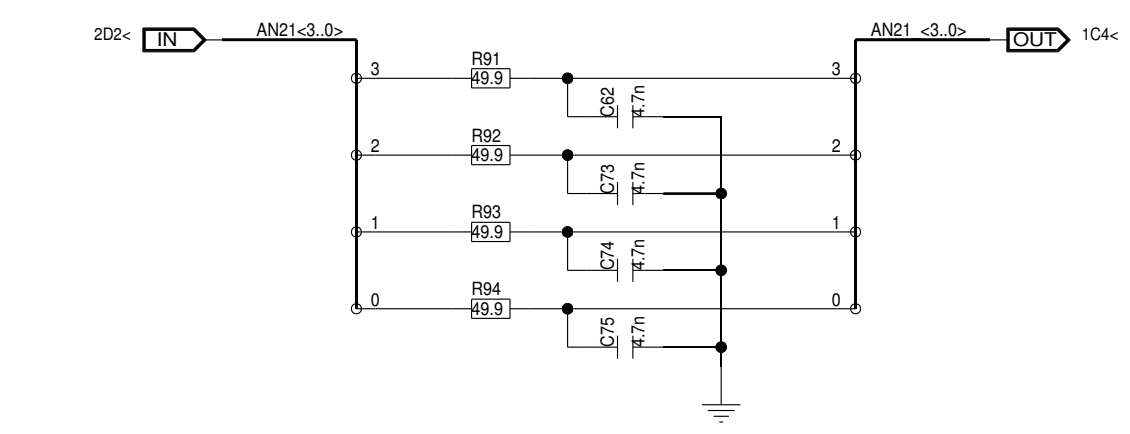 2D2< IN AN21<3..0> AN21 <3..0> OUT 1C4<
3 R91 49.9 C62 4.7n 3
2 R92 49.9 C73 4.7n 2
1 R93 49.9 C74 4.7n 1
0 R94 49.9 C75 4.7n 0